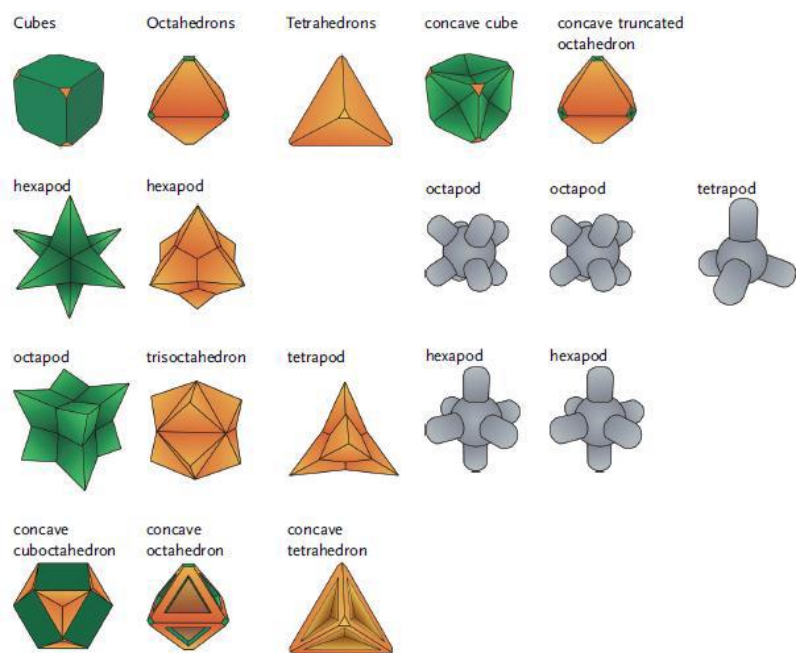 Cubes
Octahedrons
Tetrahedrons
concave cube
concave truncated
octahedron
hexapod
hexapod
octapod
octapod
tetrapod
octapod
trisoctahedron
tetrapod
hexapod
hexapod
concave
cuboctahedron
concave
octahedron
concave
tetrahedron